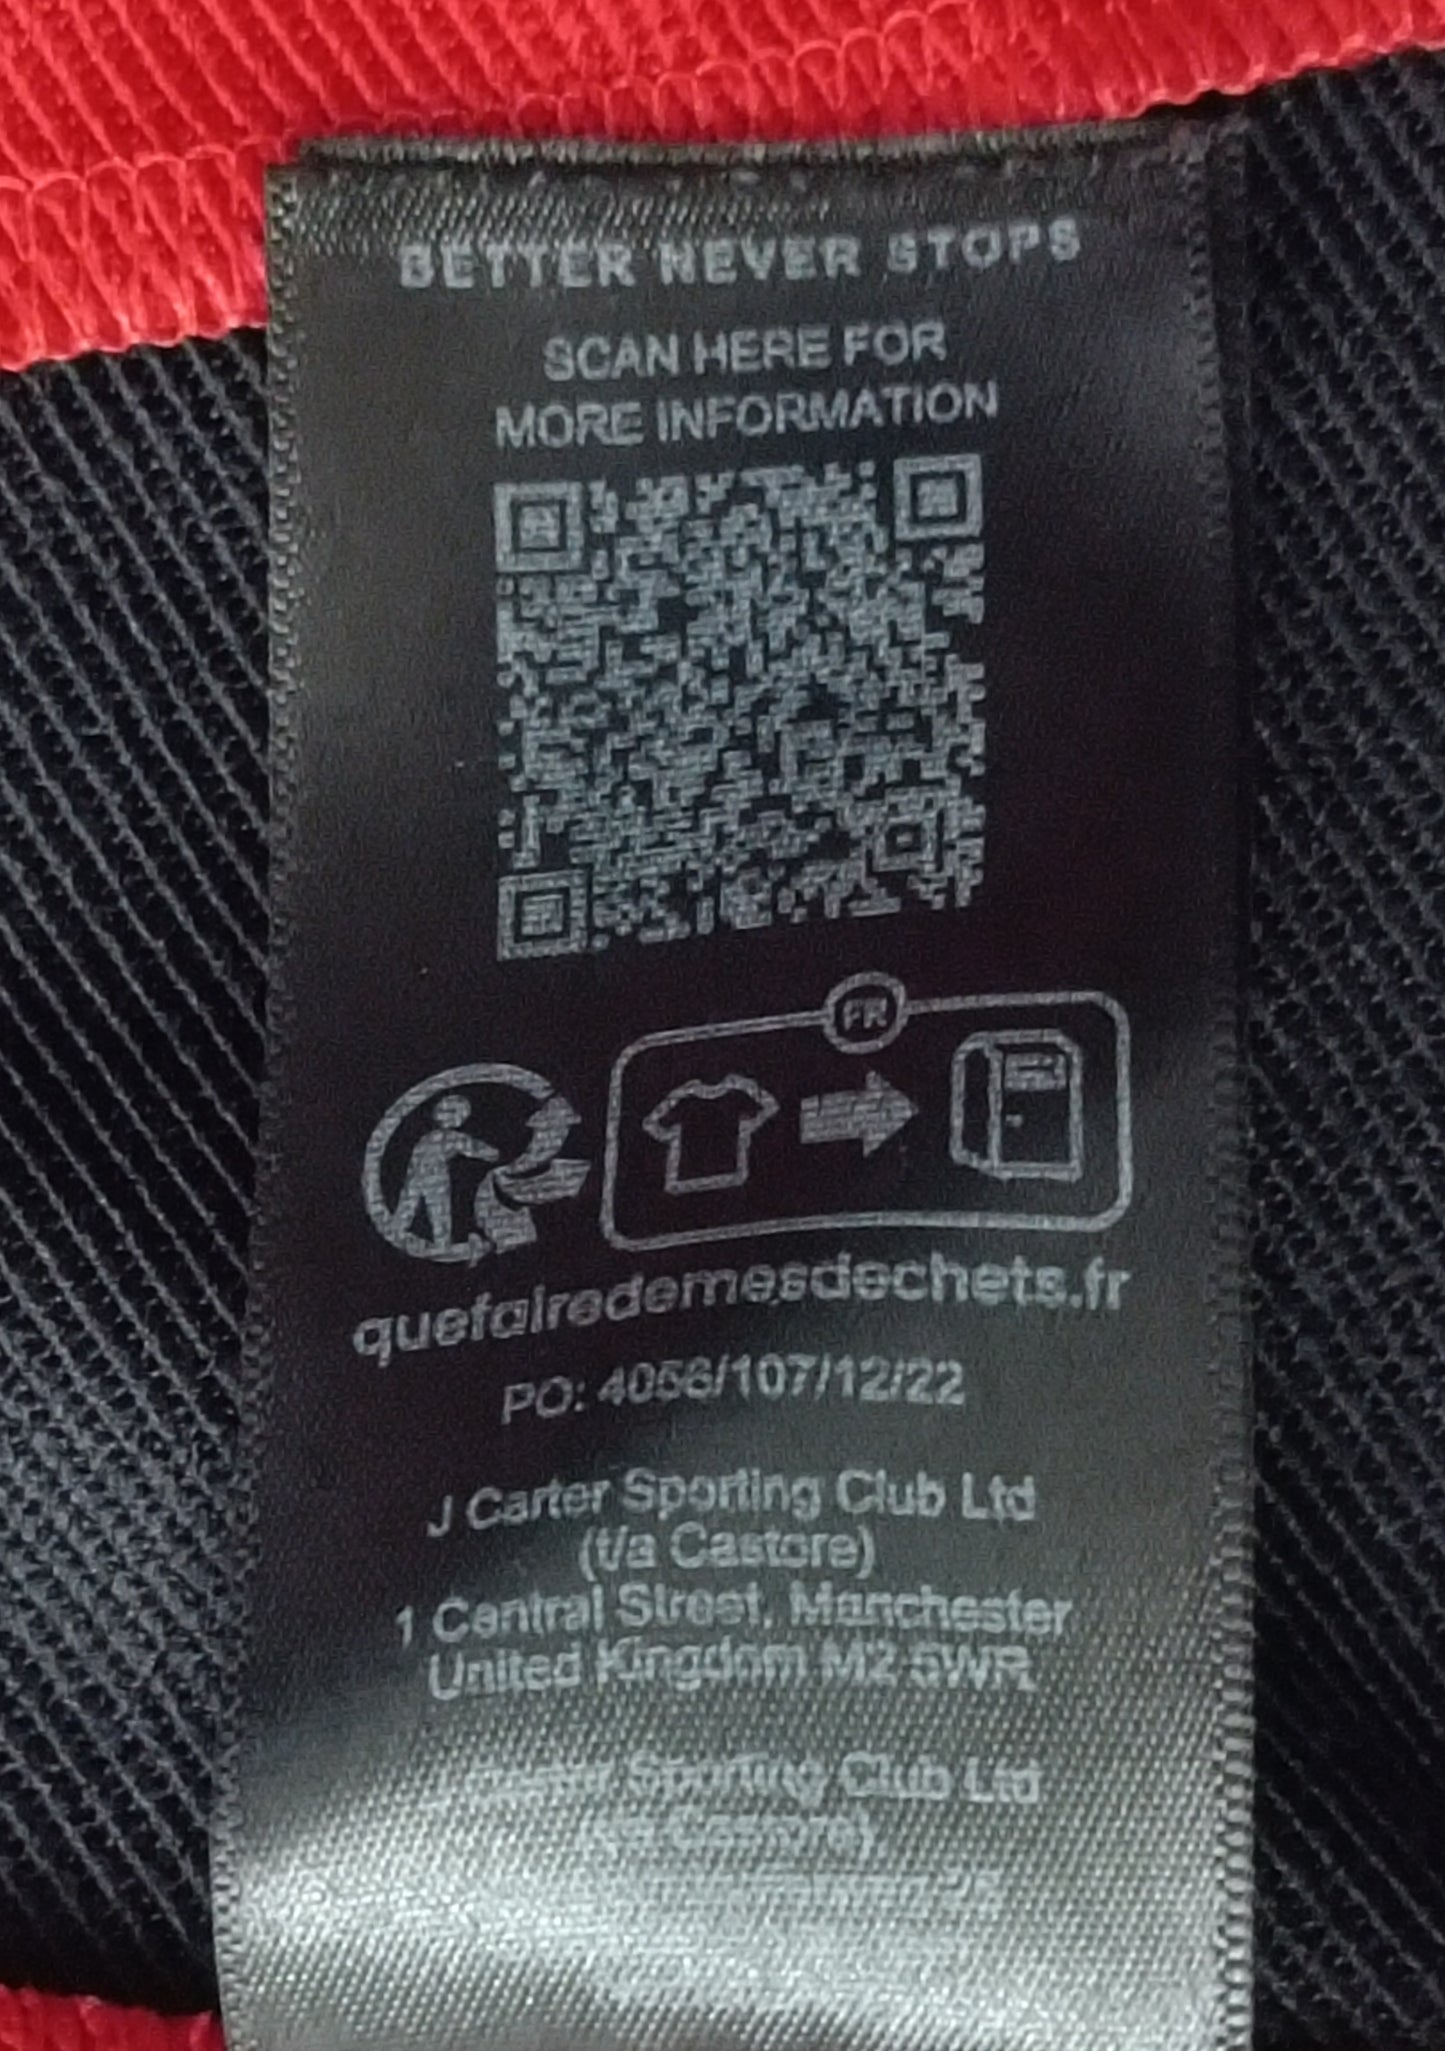 BETTER NEVER STOPS
SCAN HERE FOR
MORE INFORMATION
FR
quefairedemesdechets.fr
PO: 4056/107/12/22
J Carter Sporting Club Ltd
(t/a Castore)
1 Central Street, Manchester
United Kingdom M2 5WR
Sporting Club Ltd
Castore)